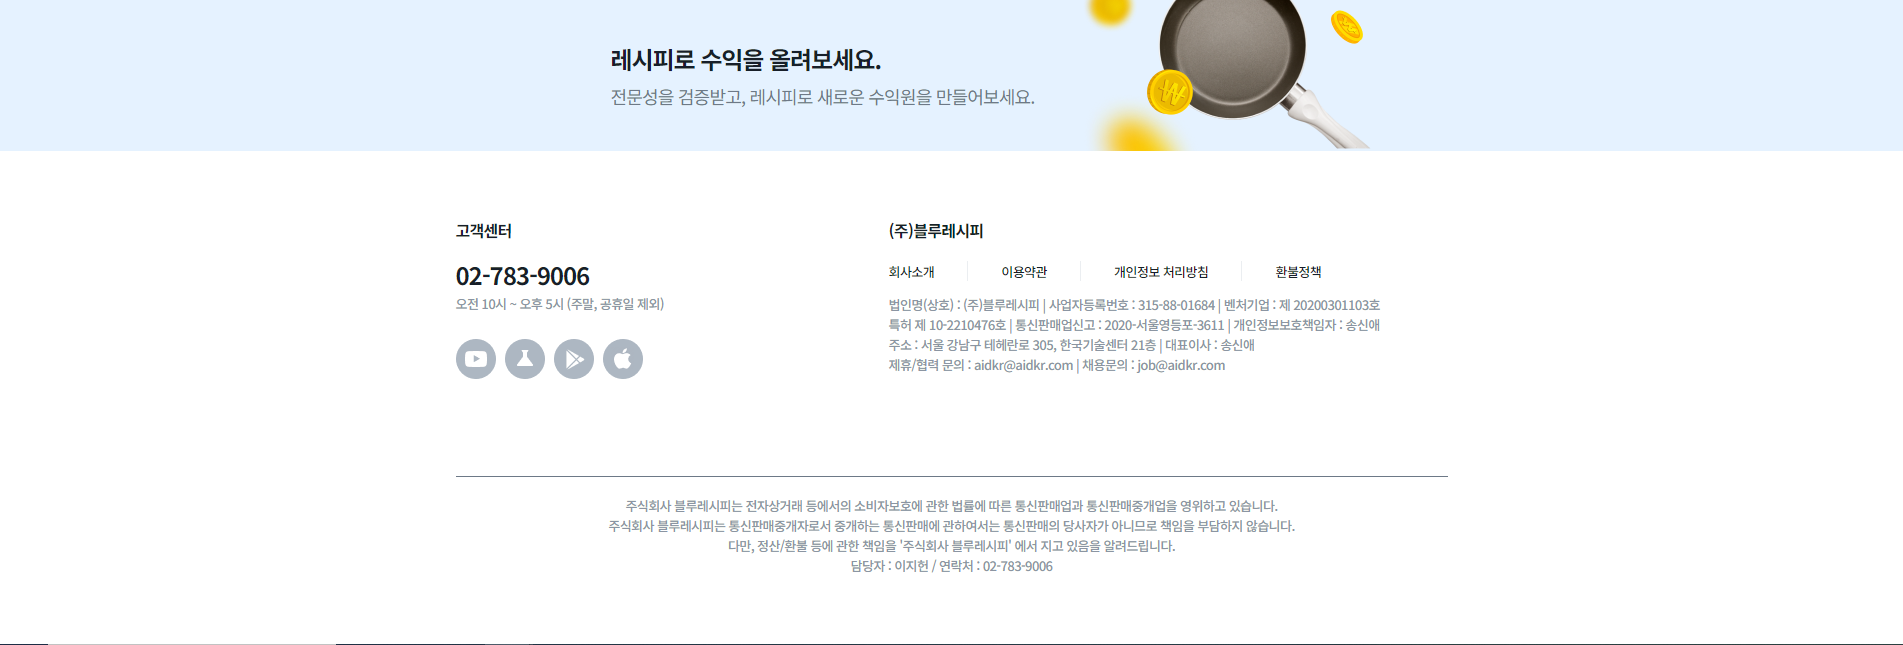 레시피로 수익을 올려보세요.
전문성을 검증받고, 레시피로 새로운 수익원을 만들어보세요.
고객센터
02-783-9006
오전 10시 ~ 오후 5시 (주말, 공휴일 제외)
(주)블루레시피
회사소개 이용약관 개인정보 처리방침 환불정책
법인명(상호) : (주)블루레시피 | 사업자등록번호 : 315-88-01684 | 벤처기업 : 제 20200301103호
특허 제 10-2210476호 | 통신판매업신고 : 2020-서울영등포-3611 | 개인정보보호책임자 : 송신애
주소 : 서울 강남구 테헤란로 305, 한국기술센터 21층 | 대표이사 : 송신애
제휴/협력 문의 : aidkr@aidkr.com | 채용문의 : job@aidkr.com
주식회사 블루레시피는 전자상거래 등에서의 소비자보호에 관한 법률에 따른 통신판매업과 통신판매중개업을 영위하고 있습니다.
주식회사 블루레시피는 통신판매중개자로서 중개하는 통신판매에 관하여서는 통신판매의 당사자가 아니므로 책임을 부담하지 않습니다.
다만, 정산/환불 등에 관한 책임을 '주식회사 블루레시피' 에서 지고 있음을 알려드립니다.
담당자 : 이지헌 / 연락처 : 02-783-9006